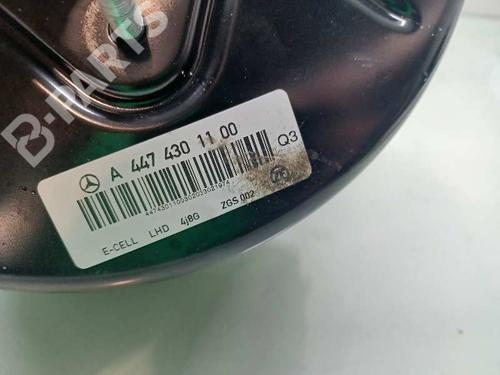 B-PARTS
A 447 430 11 00
Q3
E-CELL LHD 4j8G ZGS 002